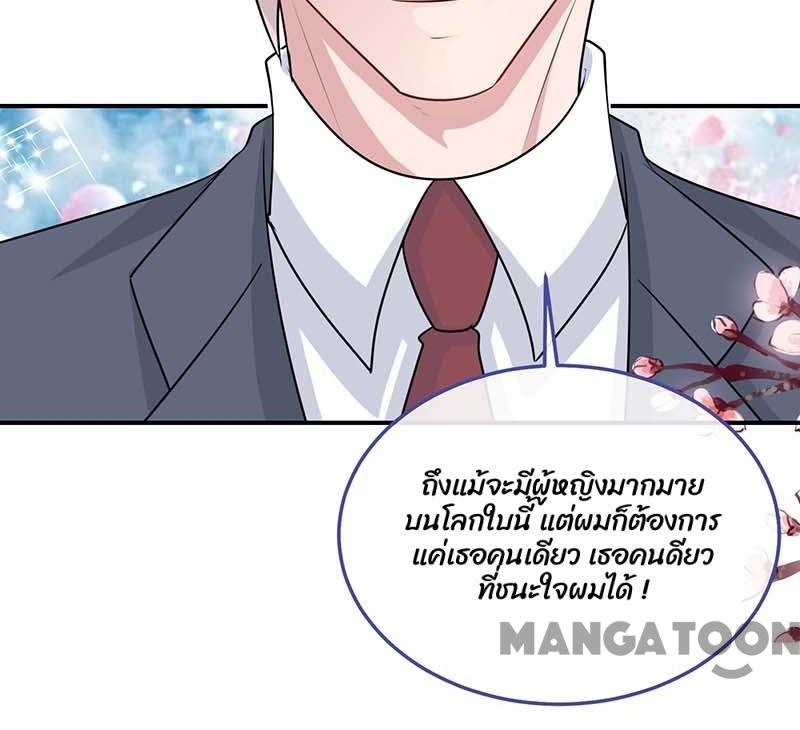 ถึงแม้จะมีผู้หญิงมากมาย
บนโลกใบนี้ แต่ผมก็ต้องการ
แค่เธอคนเดียว เธอคนดียว
ที่ชนะใจผมได้ !
MANGATOON